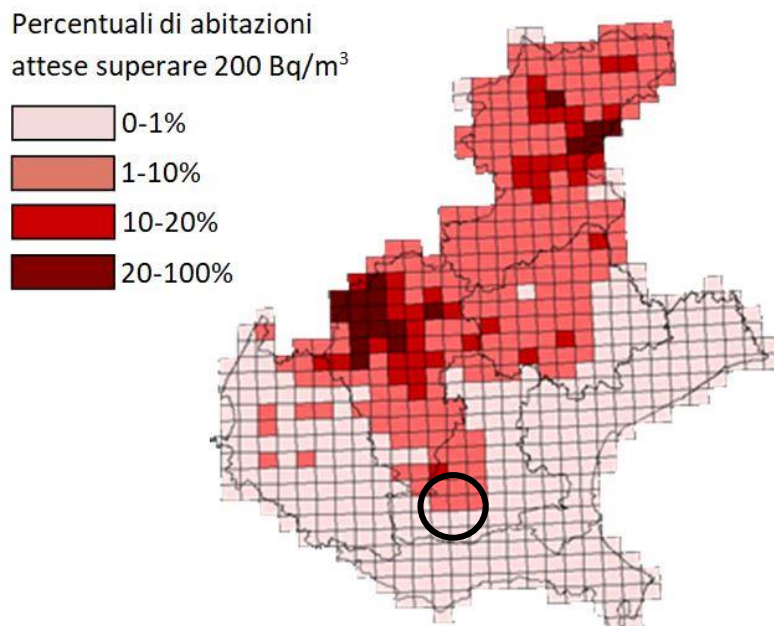 Percentuali di abitazioni
attese superare 200 Bq/m³
0-1%
1-10%
10-20%
20-100%